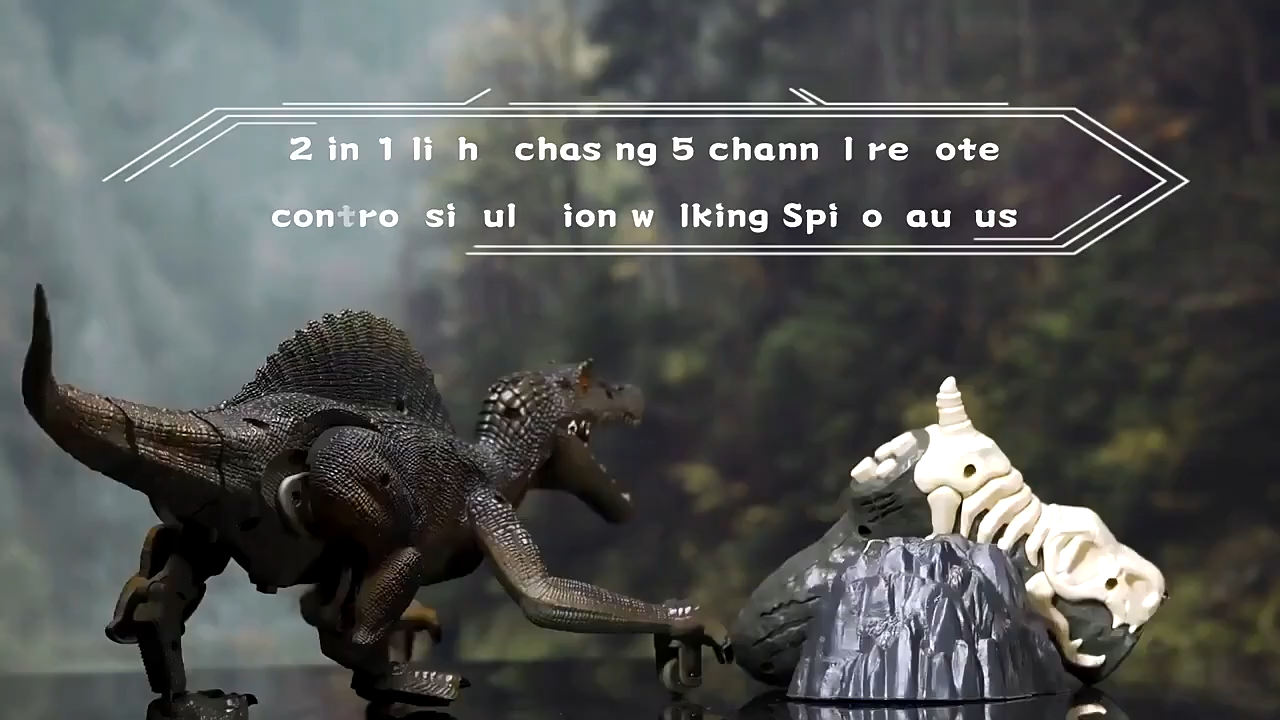 2 in 1 li h chas ng 5 chann l re ote
contro si ul ion w lking Spi o au us